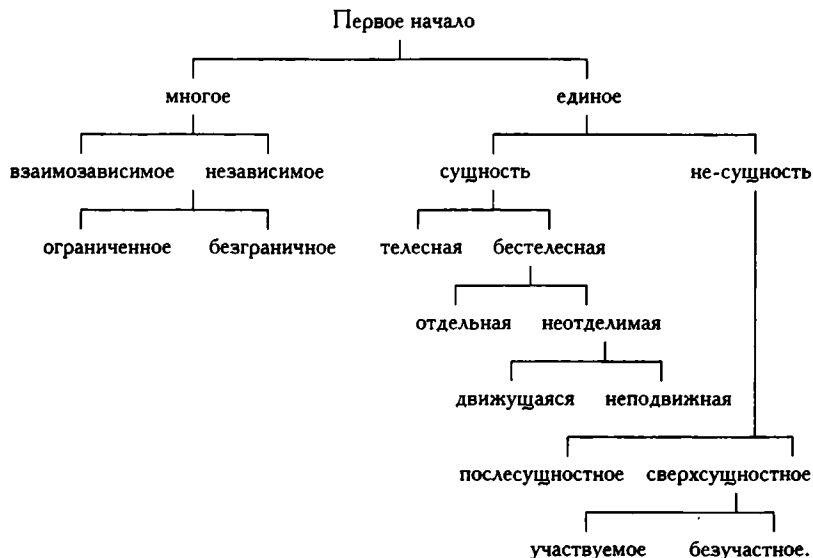 Первое начало
многое единое
взаимозависимое независимое сущность не-сущность
ограниченное безграничное телесная бестелесная
отдельная неотделимая
движущаяся неподвижная
послесущностное сверхсущностное
участвуемое безучастное.